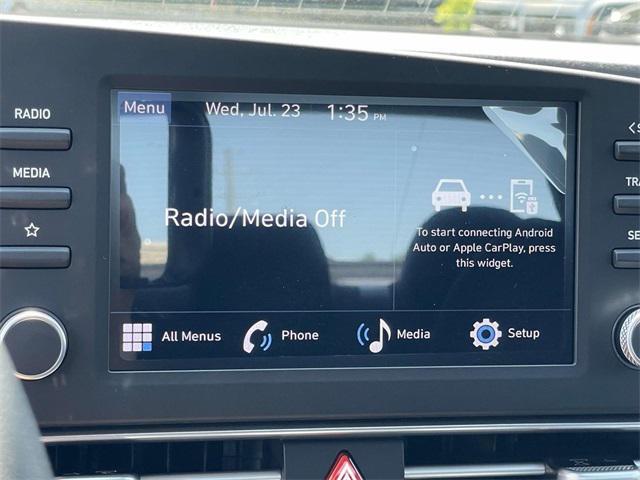 RADIO
MEDIA
Menu
Wed, Jul. 23
1:35 PM
Radio/Media Off
To start connecting Android
Auto or Apple CarPlay, press
this widget.
All Menus
Phone
Media
Setup